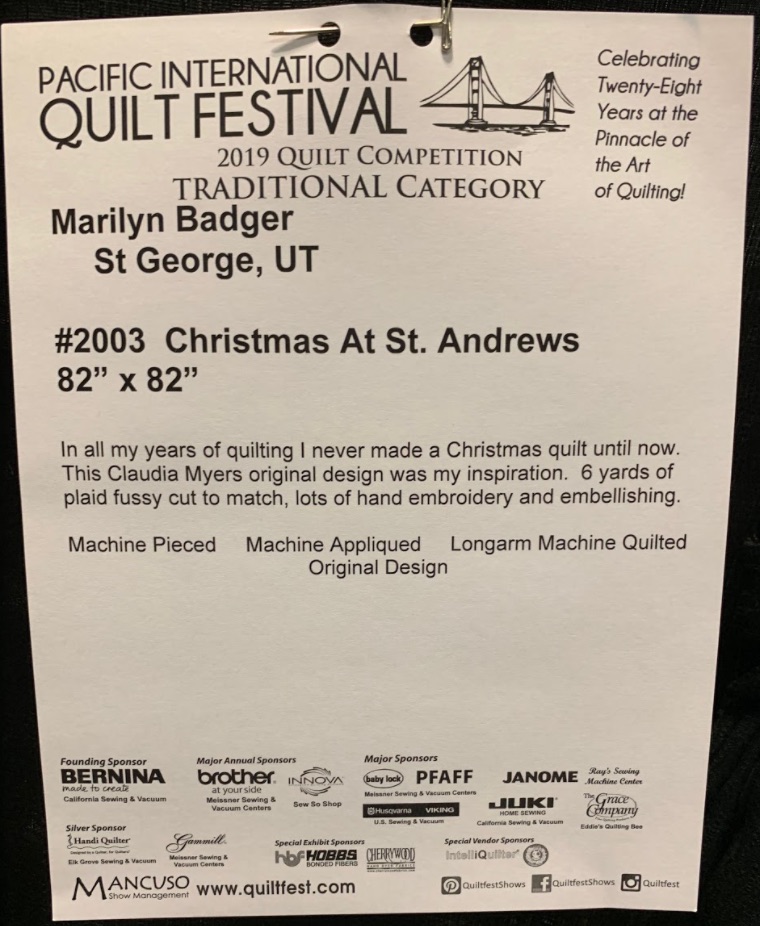 PACIFIC INTERNATIONAL
QUILT FESTIVAL
2019 QUILT COMPETITION
TRADITIONAL CATEGORY
Celebrating
Twenty-Eight
Years at the
Pinnacle of
the Art
of Quilting!
Marilyn Badger
St George, UT
#2003 Christmas At St. Andrews
82” x 82”
In all my years of quilting I never made a Christmas quilt until now.
This Claudia Myers original design was my inspiration. 6 yards of
plaid fussy cut to match, lots of hand embroidery and embellishing.
Machine Pieced Machine Appliqued Longarm Machine Quilted
Original Design
Founding Sponsor
BERNINA
made to create
California Sewing & Vacuum
Major Annual Sponsors
brother
at your side
Meissner Sewing &
Vacuum Centers
INNOVA
Sew So Shop
Major Sponsors
baby lock
PFAFF
Meissner Sewing & Vacuum Centers
Husqvarna VIKING
U.S. Sewing & Vacuum
JANOME
Ray's Sewing
Machine Center
JUKI
HOME SEWING
California Sewing & Vacuum
The Grace
Company
Eddie's Quilting Bee
Silver Sponsor
Handi Quilter
Designed by a Quilter, for Quilters
Elk Grove Sewing & Vacuum
Gammill
Meissner Sewing &
Vacuum Centers
Special Exhibit Sponsors
HOBBS
BONDED FIBERS
CHERRYWOOD
Special Vendor Sponsors
IntelliQuilter
MANCUSO
Show Management
www.quiltfest.com
QuiltfestShows
QuiltfestShows
Quiltfest